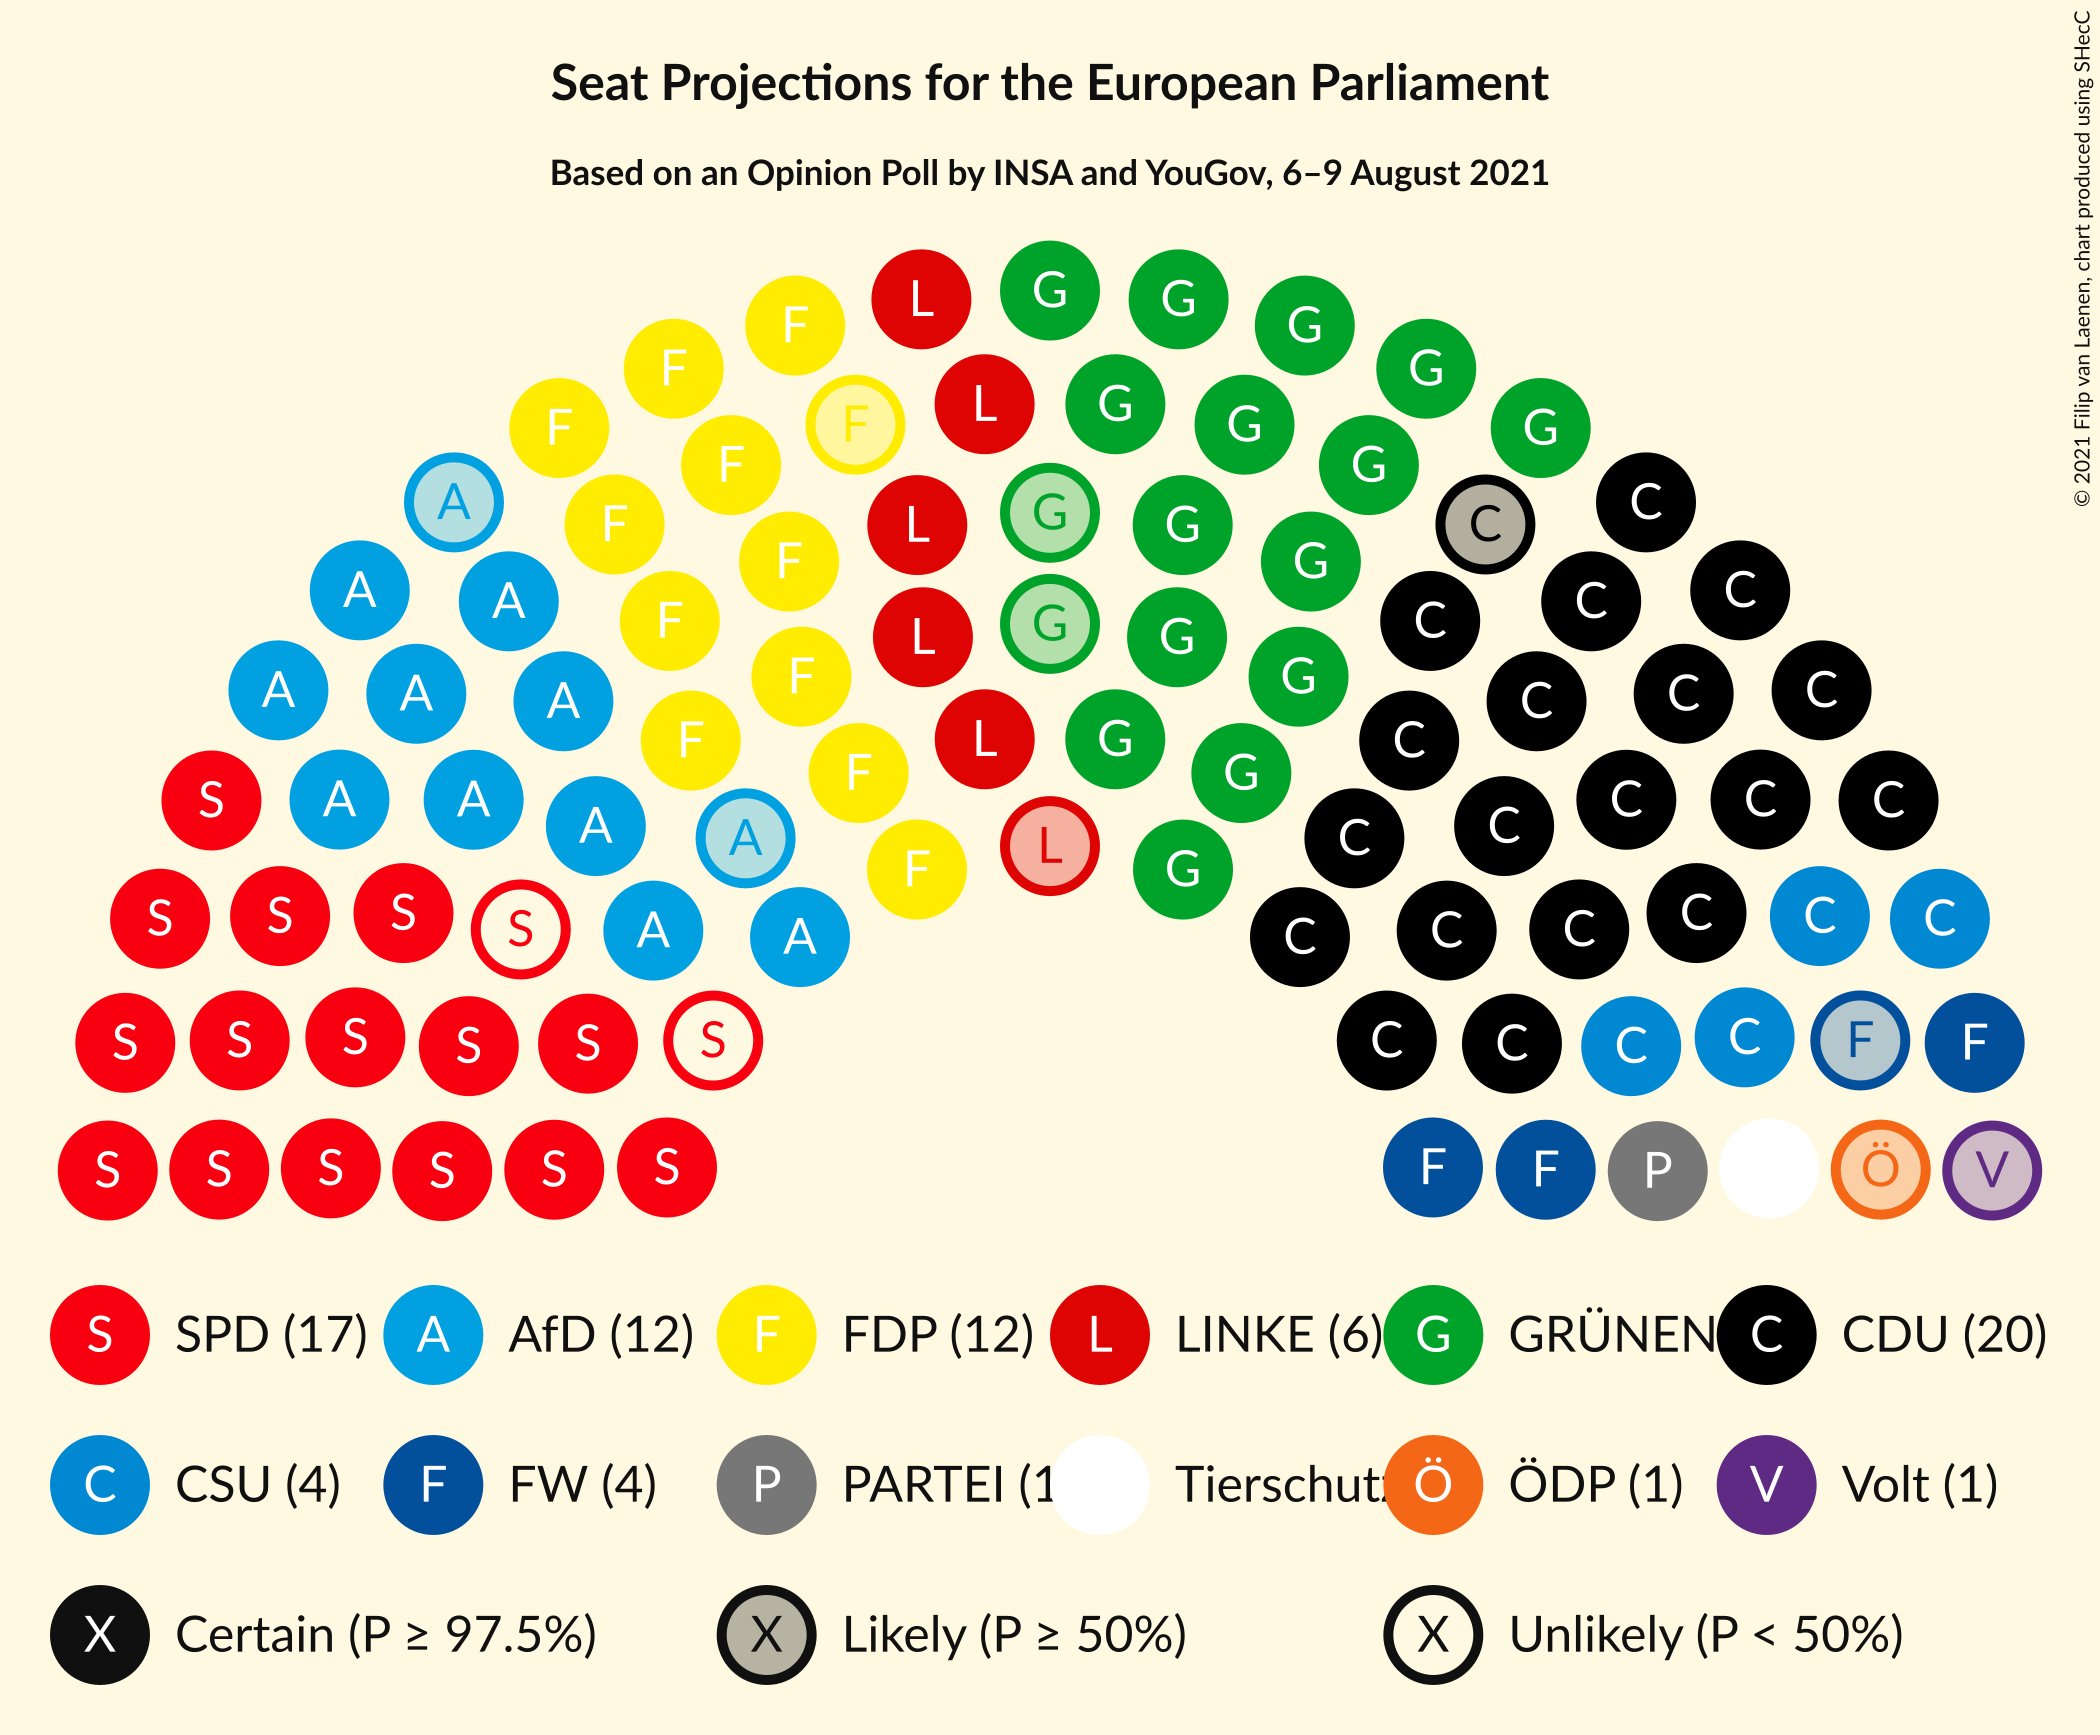 Seat Projections for the European Parliament
Based on an Opinion Poll by INSA and YouGov, 6–9 August 2021
© 2021 Filip van Laenen, chart produced using SHecC
G
L G
F G
F G
F L G G
F G
F G
A F L G G C C
F G
A A F L G G C C C
A A A F G C C C
F L G C
S A A F G C C C
A A F L G C C
F G
S S S S A A C C C C C C
S S S S S S C C C C F F
S S S S S S F F P Ö V
S SPD (17) A AfD (12) F FDP (12) L LINKE (6) G GRÜNEN C CDU (20)
C CSU (4) F FW (4) P PARTEI (1 Tierschutz Ö ÖDP (1) V Volt (1)
X Certain (P ≥ 97.5%) X Likely (P ≥ 50%) X Unlikely (P < 50%)